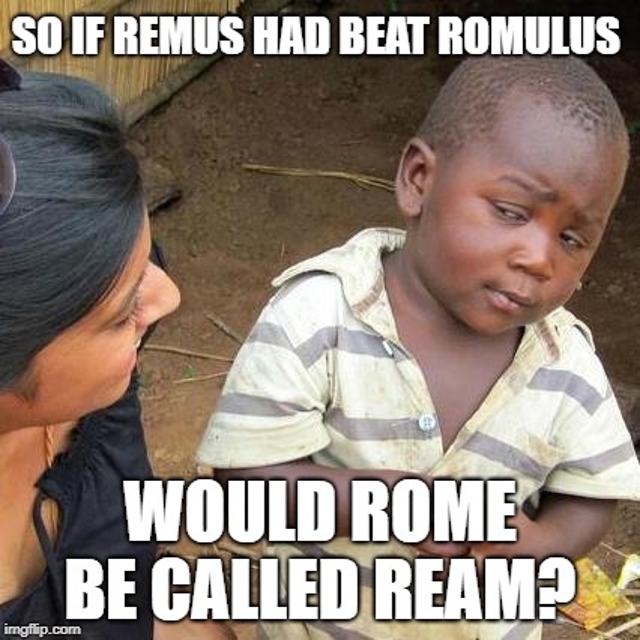 SO IF REMUS HAD BEAT ROMULUS
WOULD ROME
BE CALLED REAM?
imgflip.com